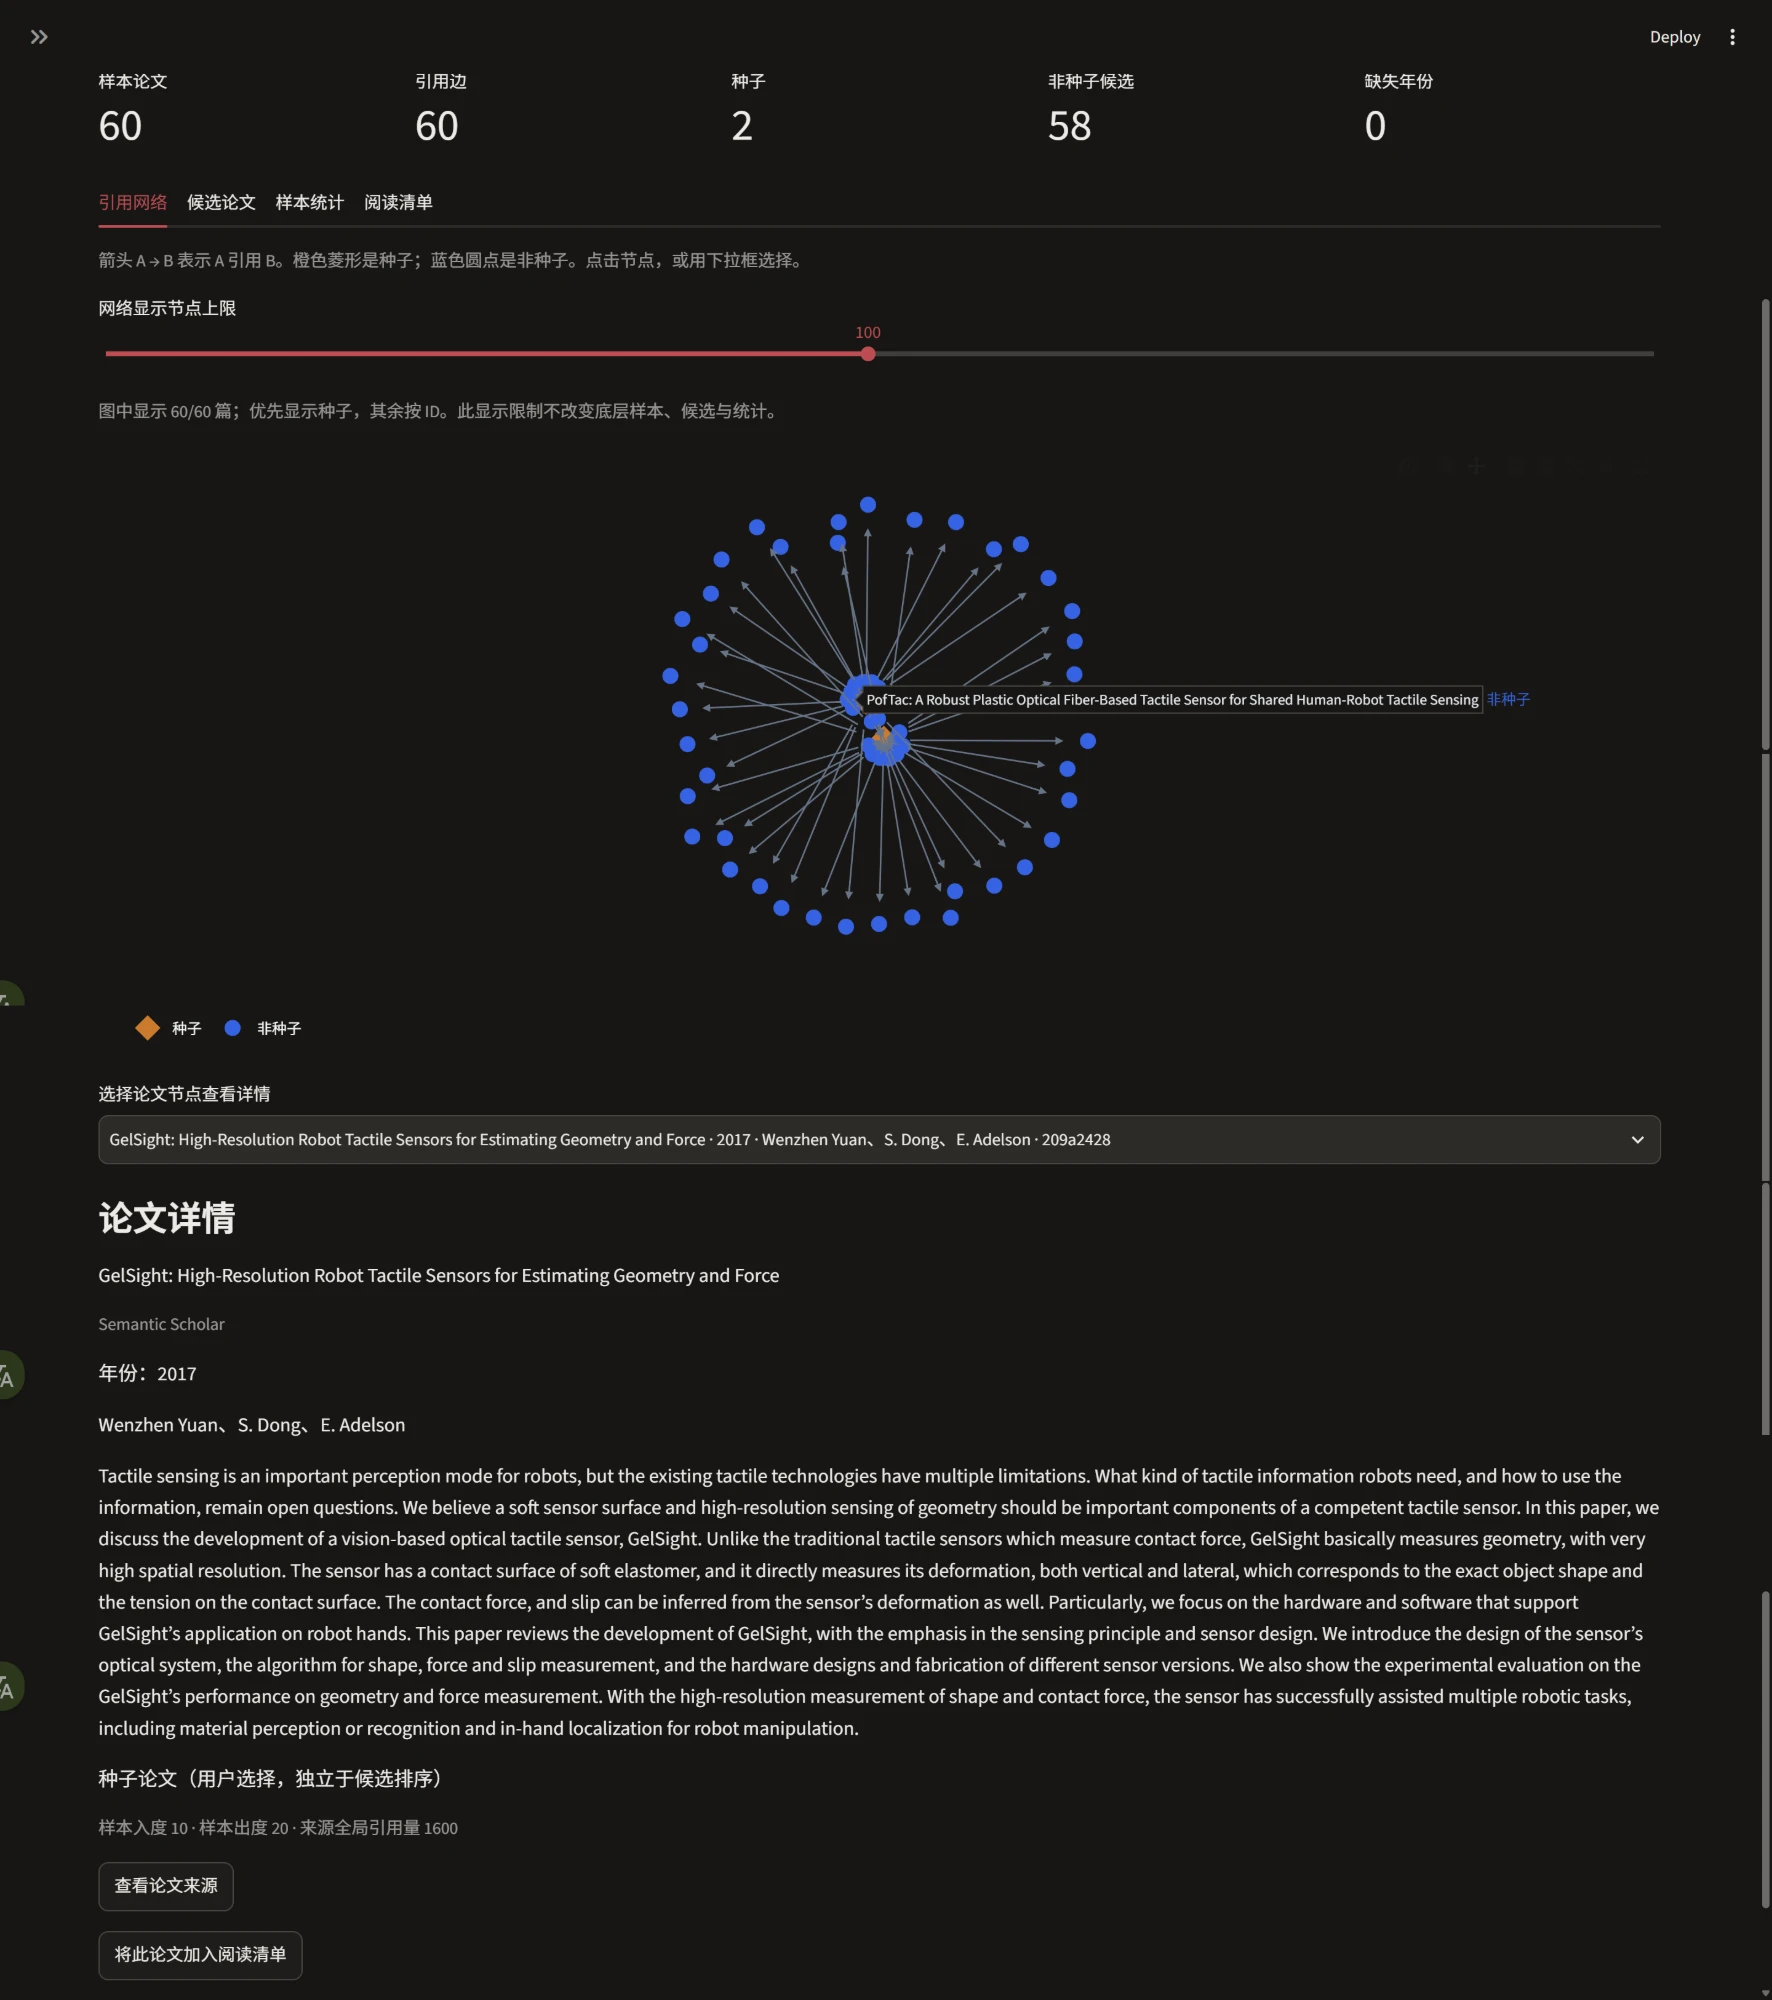 Deploy
样本论文
60
引用边
60
种子
2
非种子候选
58
缺失年份
0
引用网络 候选论文 样本统计 阅读清单
箭头 A→B 表示 A 引用 B。橙色菱形是种子；蓝色圆点是非种子。点击节点，或用下拉框选择。
网络显示节点上限
100
图中显示 60/60 篇；优先显示种子，其余按 ID。此显示限制不改变底层样本、候选与统计。
PofTac: A Robust Plastic Optical Fiber-Based Tactile Sensor for Shared Human-Robot Tactile Sensing 非种子
种子 非种子
选择论文节点查看详情
GelSight: High-Resolution Robot Tactile Sensors for Estimating Geometry and Force · 2017 · Wenzhen Yuan、S. Dong、E. Adelson · 209a2428
论文详情
GelSight: High-Resolution Robot Tactile Sensors for Estimating Geometry and Force
Semantic Scholar
年份：2017
Wenzhen Yuan、S. Dong、E. Adelson
Tactile sensing is an important perception mode for robots, but the existing tactile technologies have multiple limitations. What kind of tactile information robots need, and how to use the
information, remain open questions. We believe a soft sensor surface and high-resolution sensing of geometry should be important components of a competent tactile sensor. In this paper, we
discuss the development of a vision-based optical tactile sensor, GelSight. Unlike the traditional tactile sensors which measure contact force, GelSight basically measures geometry, with very
high spatial resolution. The sensor has a contact surface of soft elastomer, and it directly measures its deformation, both vertical and lateral, which corresponds to the exact object shape and
the tension on the contact surface. The contact force, and slip can be inferred from the sensor’s deformation as well. Particularly, we focus on the hardware and software that support
GelSight’s application on robot hands. This paper reviews the development of GelSight, with the emphasis in the sensing principle and sensor design. We introduce the design of the sensor’s
optical system, the algorithm for shape, force and slip measurement, and the hardware designs and fabrication of different sensor versions. We also show the experimental evaluation on the
GelSight’s performance on geometry and force measurement. With the high-resolution measurement of shape and contact force, the sensor has successfully assisted multiple robotic tasks,
including material perception or recognition and in-hand localization for robot manipulation.
种子论文（用户选择，独立于候选排序）
样本入度 10 · 样本出度 20 · 来源全局引用量 1600
查看论文来源
将此论文加入阅读清单